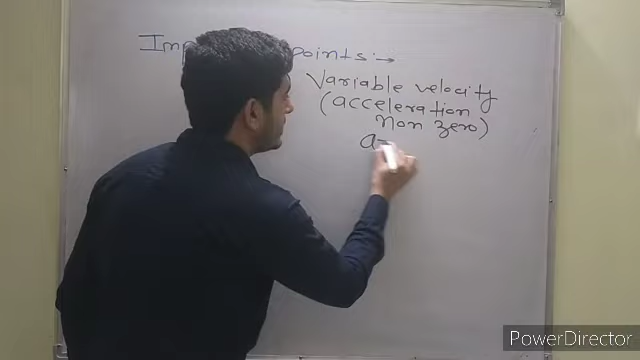 points :→
Variable velocity
(acceleration
non zero)
a=
PowerDirector